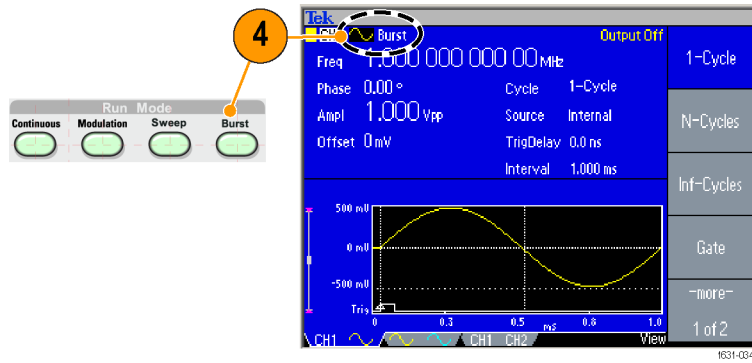 4
Run Mode
Continuous Modulation Sweep Burst
Tek
CH Burst Output Off
Freq 1.000 000 000 00 MHz
Phase 0.00 ° Cycle 1-Cycle
Ampl 1.000 Vpp Source Internal
Offset 0 mV TrigDelay 0.0 ns
Interval 1.000 ms
1-Cycle
N-Cycles
Inf-Cycles
Gate
-more-
1 of 2
500 mV
0 mV
-500 mV
Trig
0 0.3 0.5 ms 0.8 1.0
CH1 CH1 CH2 View